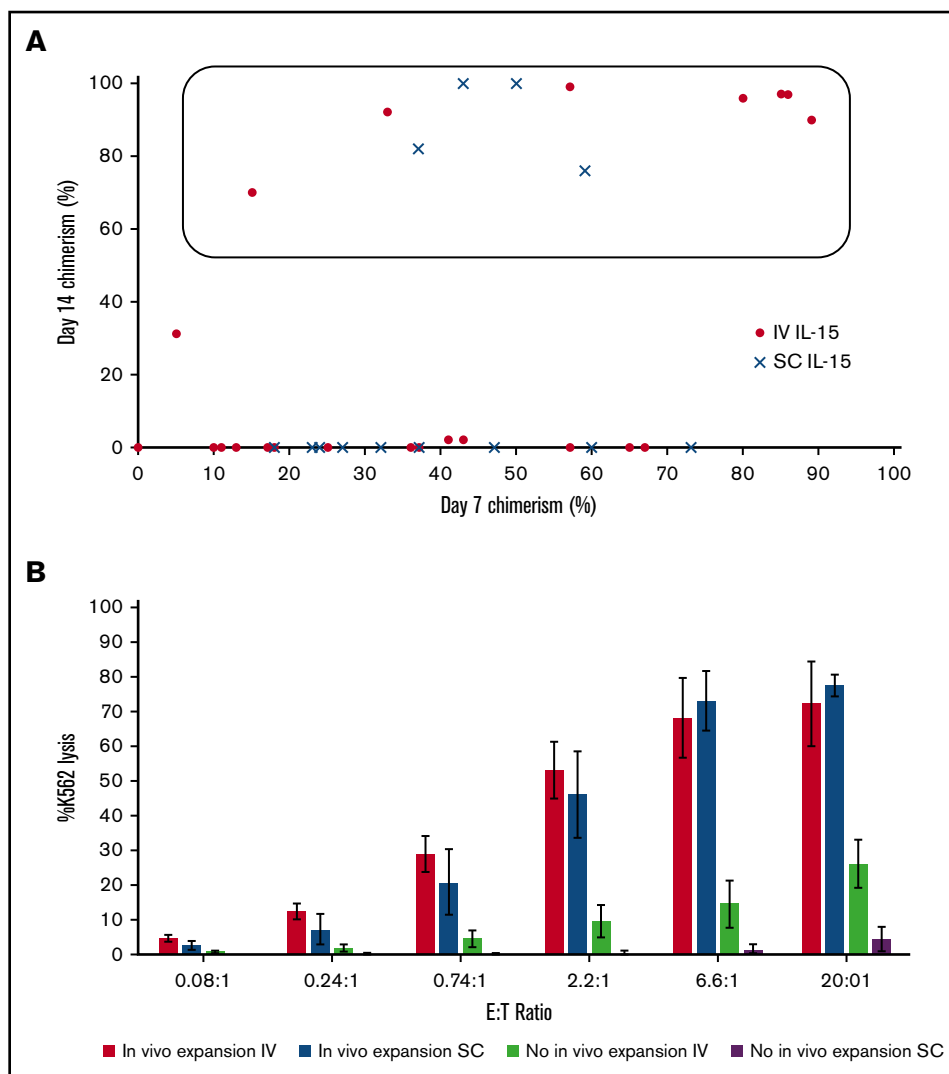 A
100
80
60
40
20
0
Day 14 chimerism (%)
IV IL-15
SC IL-15
0 10 20 30 40 50 60 70 80 90 100
Day 7 chimerism (%)
B
100
90
80
70
60
50
40
30
20
10
0
%K562 lysis
0.08:1 0.24:1 0.74:1 2.2:1 6.6:1 20:01
E:T Ratio
In vivo expansion IV In vivo expansion SC No in vivo expansion IV No in vivo expansion SC